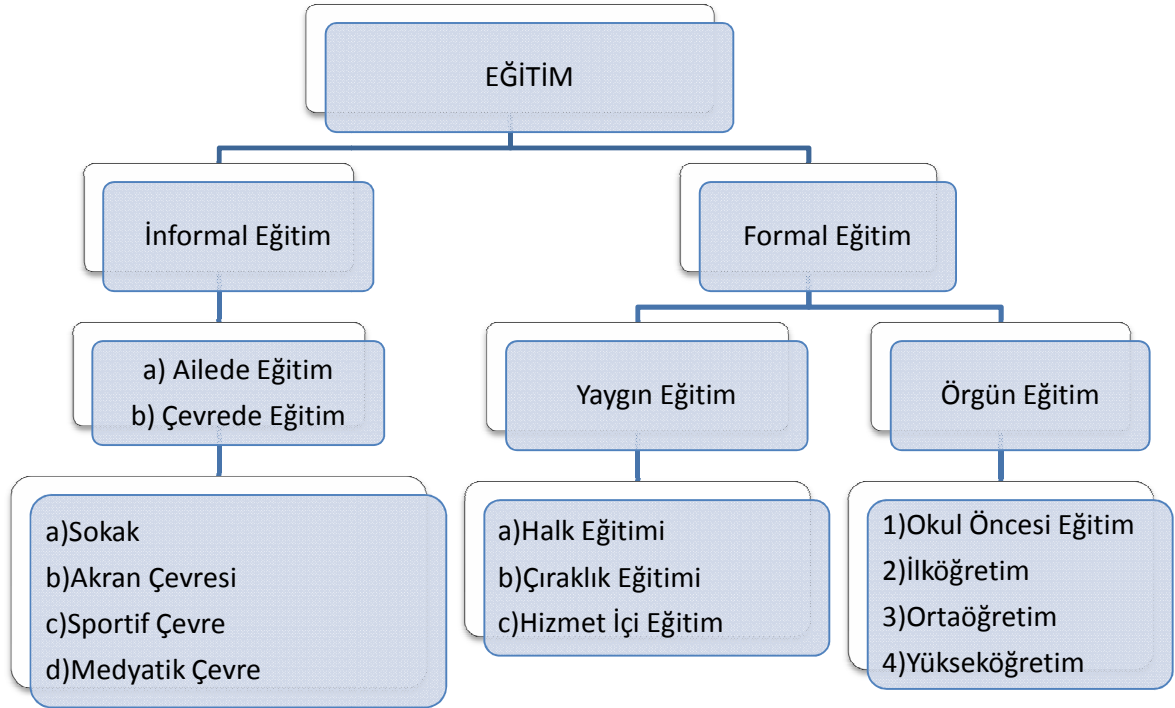 EĞİTİM
İnformal Eğitim
Formal Eğitim
a) Ailede Eğitim
b) Çevrede Eğitim
Yaygın Eğitim
Örgün Eğitim
a)Sokak
b)Akran Çevresi
c)Sportif Çevre
d)Medyatik Çevre
a)Halk Eğitimi
b)Çıraklık Eğitimi
c)Hizmet İçi Eğitim
1)Okul Öncesi Eğitim
2)İlköğretim
3)Ortaöğretim
4)Yükseköğretim